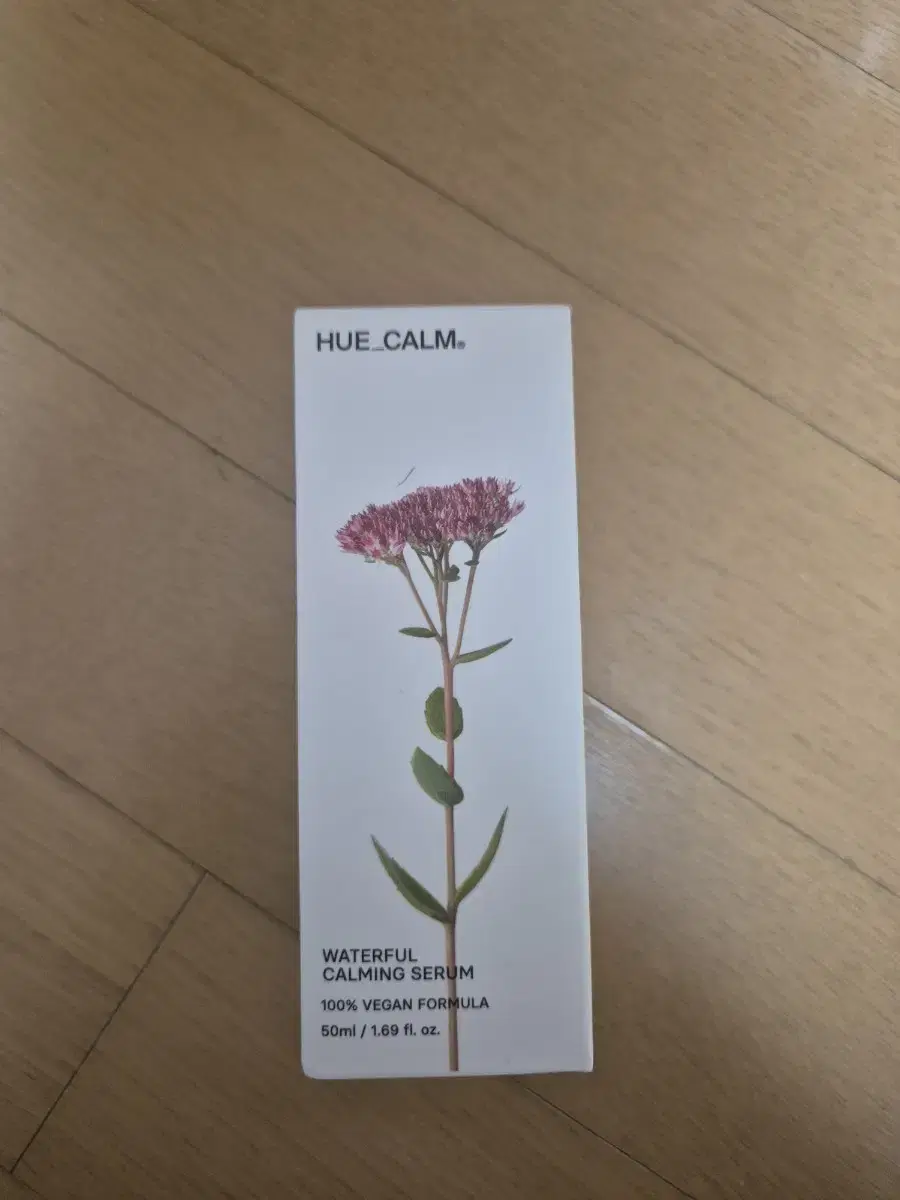 HUE_CALM®
WATERFUL
CALMING SERUM
100% VEGAN FORMULA
50ml / 1.69 fl. oz.